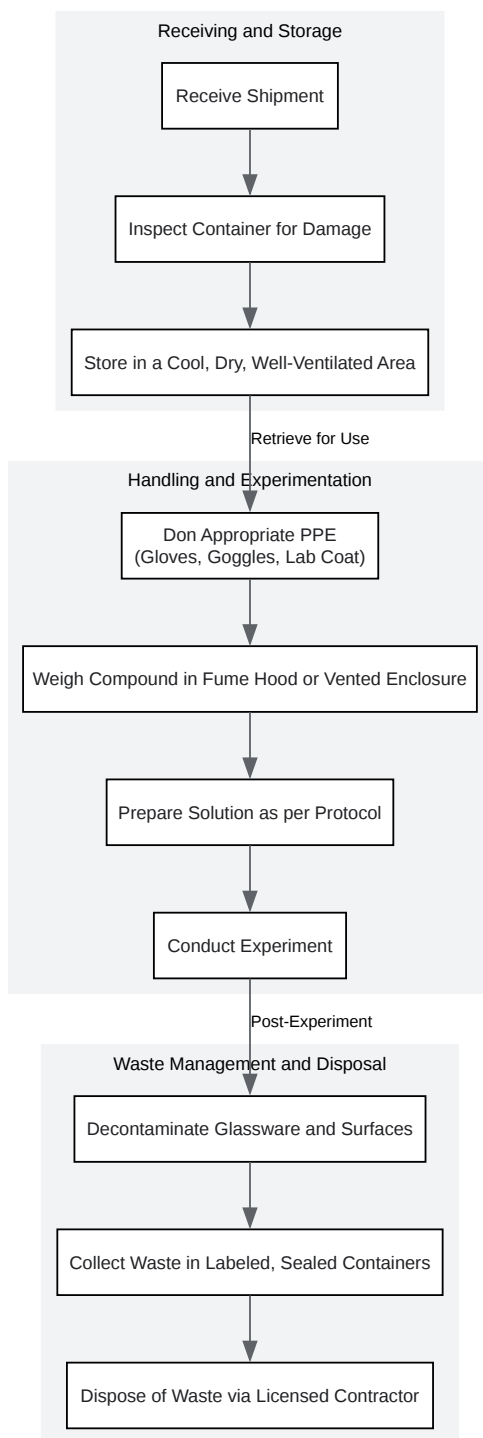 Receiving and Storage
Receive Shipment
Inspect Container for Damage
Store in a Cool, Dry, Well-Ventilated Area
Retrieve for Use
Handling and Experimentation
Don Appropriate PPE
(Gloves, Goggles, Lab Coat)
Weigh Compound in Fume Hood or Vented Enclosure
Prepare Solution as per Protocol
Conduct Experiment
Post-Experiment
Waste Management and Disposal
Decontaminate Glassware and Surfaces
Collect Waste in Labeled, Sealed Containers
Dispose of Waste via Licensed Contractor